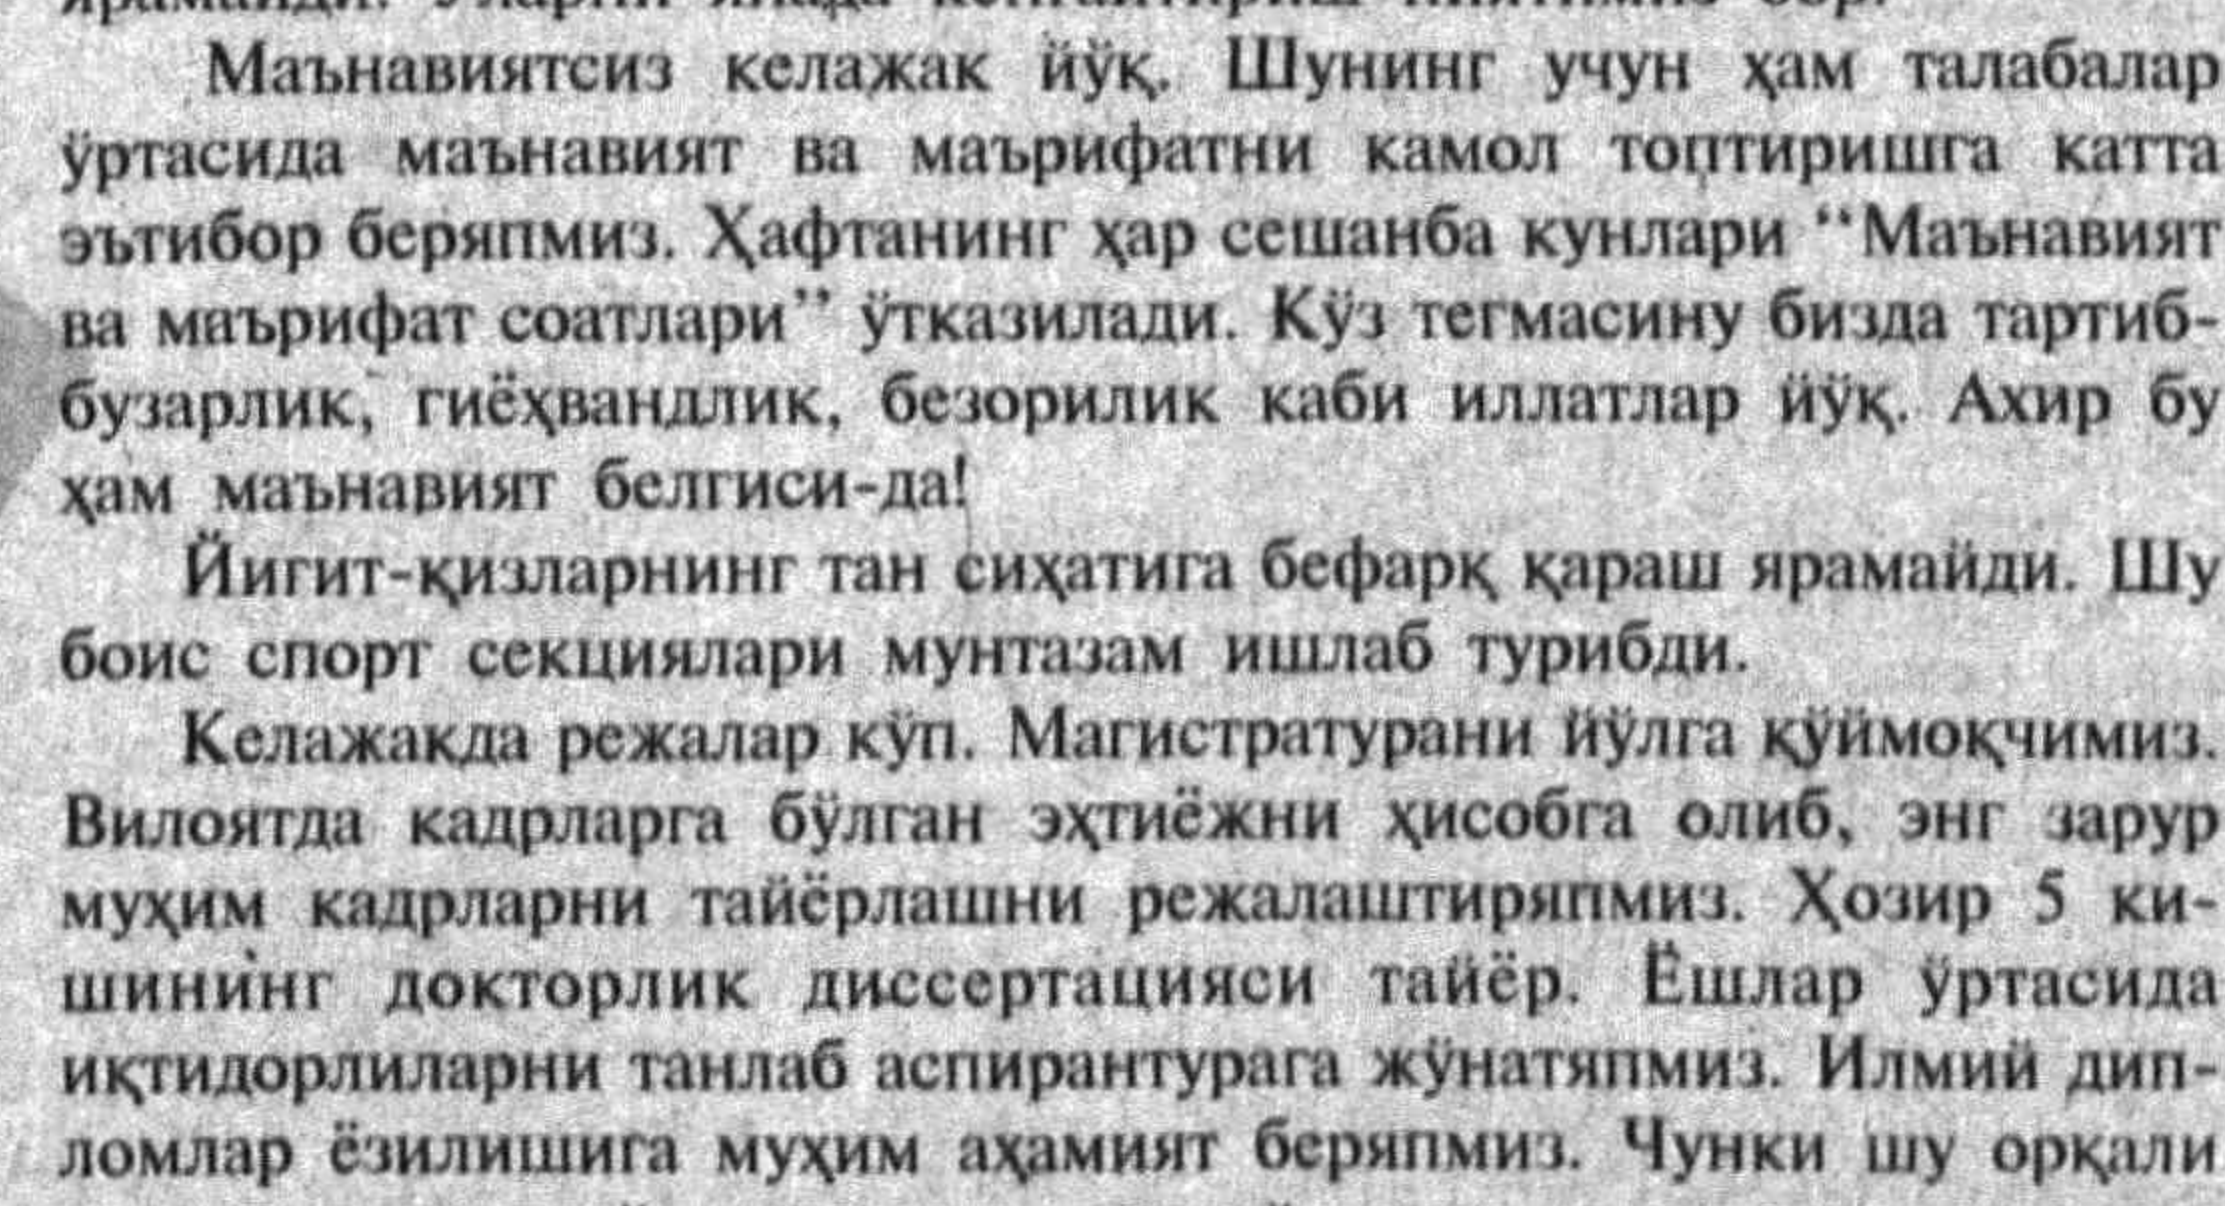 Маънавиятсиз келажак йўқ. Шунинг учун ҳам талабалар
ўртасида маънавият ва маърифатни камол топтиришга катта
эътибор беряпмиз. Ҳафтанинг ҳар сешанба кунлари “Маънавият
ва маърифат соатлари” ўтказилади. Кўз тегмасину бизда тартиб-
бузарлик, гиёҳвандлик, безорилик каби иллатлар йўқ. Ахир бу
ҳам маънавият белгиси-да!
Йигит-қизларнинг тан сиҳатига бефарқ қараш ярамайди. Шу
боис спорт секциялари мунтазам ишлаб турибди.
Келажакда режалар кўп. Магистратурани йўлга қўймоқчимиз.
Вилоятда кадрларга бўлган эҳтиёжни ҳисобга олиб, энг зарур
муҳим кадрларни тайёрлашни режалаштиряпмиз. Ҳозир 5 ки-
шининг докторлик диссертацияси тайёр. Ёшлар ўртасида
иқтидорлиларни танлаб аспирантурага жўнатяпмиз. Илмий дип-
ломлар ёзилишига муҳим аҳамият беряпмиз. Чунки шу орқали